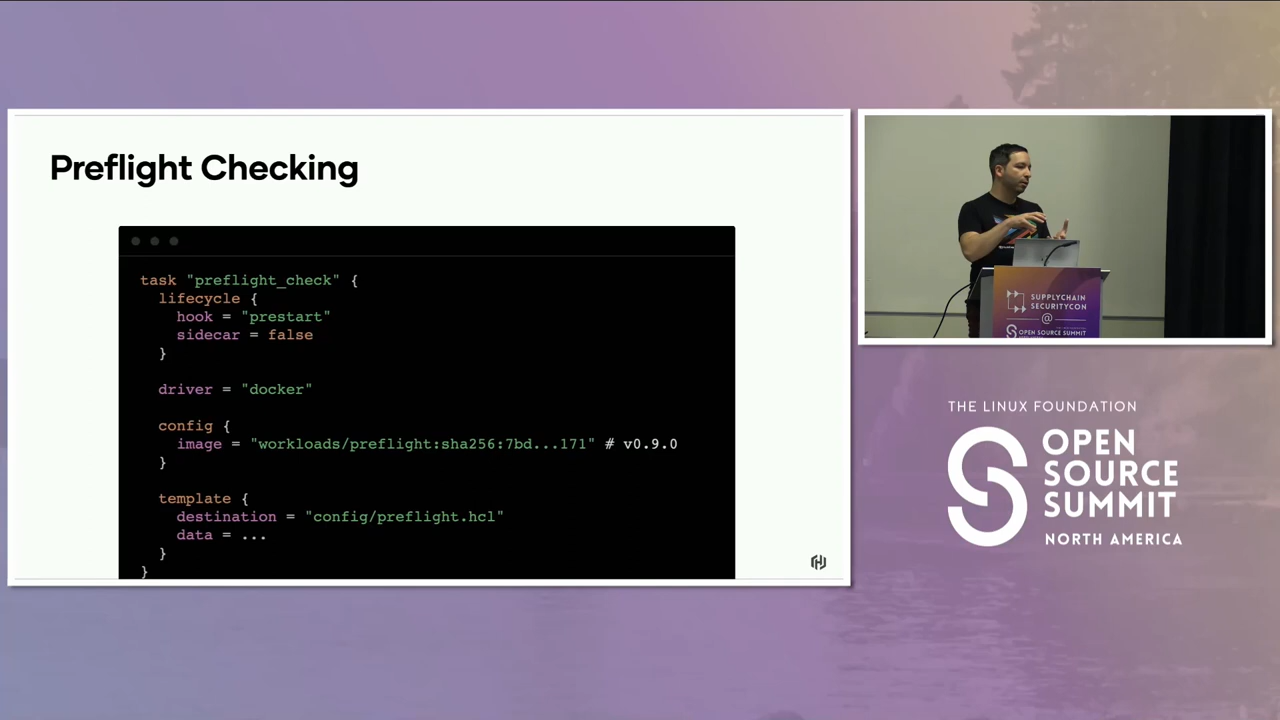 Preflight Checking
task "preflight_check" {
lifecycle {
hook = "prestart"
sidecar = false
}
driver = "docker"
config {
image = "workloads/preflight:sha256:7bd...171" # v0.9.0
}
template {
destination = "config/preflight.hcl"
data = ...
}
}
SUPPLYCHAIN
SECURITYCON
@
OPEN SOURCE SUMMIT
THE LINUX FOUNDATION
OPEN
SOURCE
SUMMIT
NORTH AMERICA